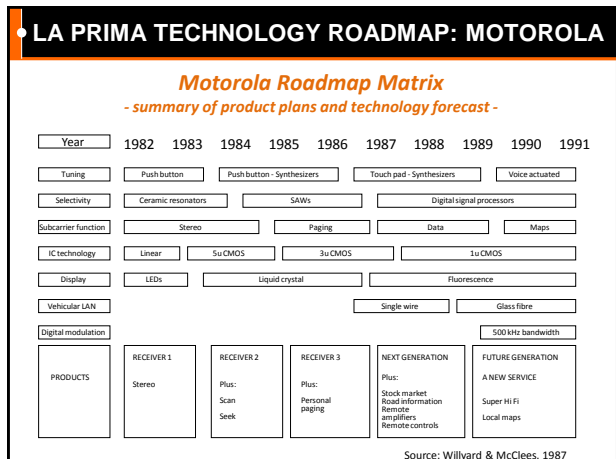 LA PRIMA TECHNOLOGY ROADMAP: MOTOROLA
Motorola Roadmap Matrix
- summary of product plans and technology forecast -
Year 1982 1983 1984 1985 1986 1987 1988 1989 1990 1991
Tuning Push button Push button - Synthesizers Touch pad - Synthesizers Voice actuated
Selectivity Ceramic resonators SAWs Digital signal processors
Subcarrier function Stereo Paging Data Maps
IC technology Linear 5u CMOS 3u CMOS 1u CMOS
Display LEDs Liquid crystal Fluorescence
Vehicular LAN Single wire Glass fibre
Digital modulation 500 kHz bandwidth
PRODUCTS
RECEIVER 1
Stereo
RECEIVER 2
Plus:
Scan
Seek
RECEIVER 3
Plus:
Personal
paging
NEXT GENERATION
Plus:
Stock market
Road information
Remote
amplifiers
Remote controls
FUTURE GENERATION
A NEW SERVICE
Super Hi Fi
Local maps
Source: Willyard & McClees, 1987